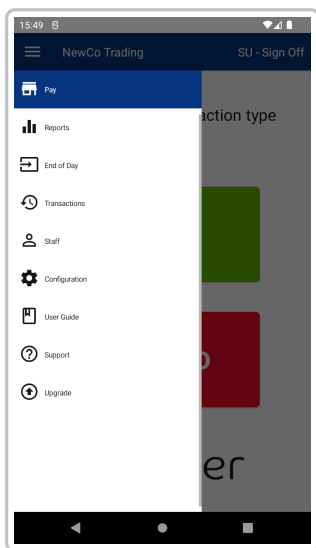 15:49
NewCo Trading SU - Sign Off
Pay
action type
Reports
End of Day
Transactions
Staff
Configuration
User Guide
Support
Upgrade
er